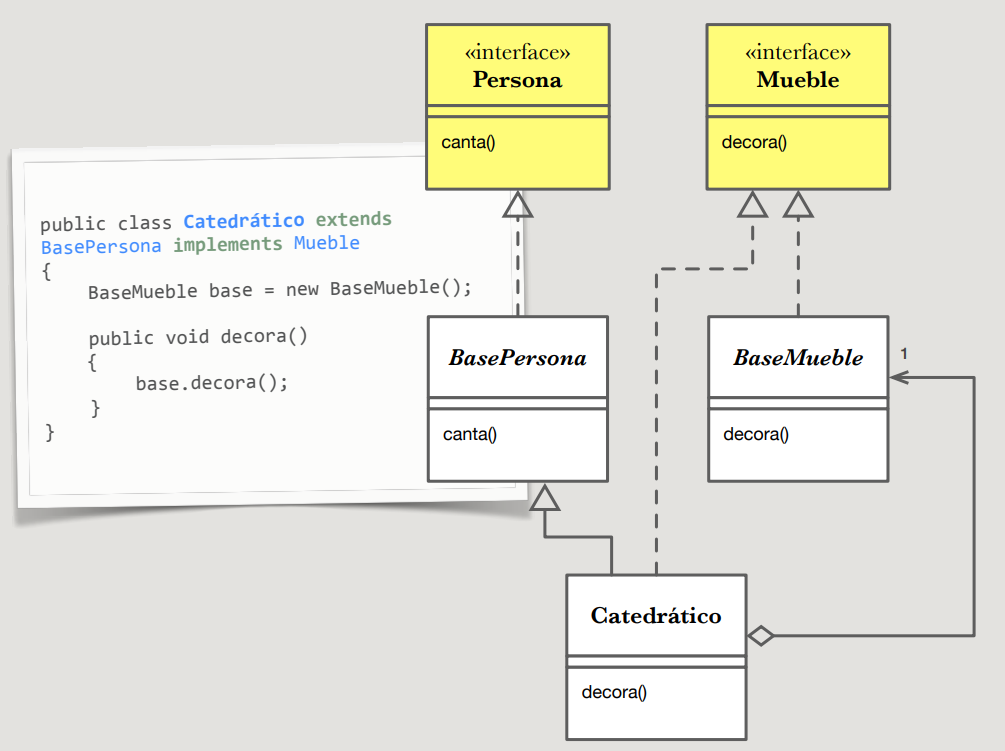 «interface»
Persona
canta()
«interface»
Mueble
decora()
public class Catedrático extends
BasePersona implements Mueble
{
BaseMueble base = new BaseMueble();
public void decora()
{
base.decora();
}
}
BasePersona
canta()
BaseMueble
decora()
1
Catedrático
decora()